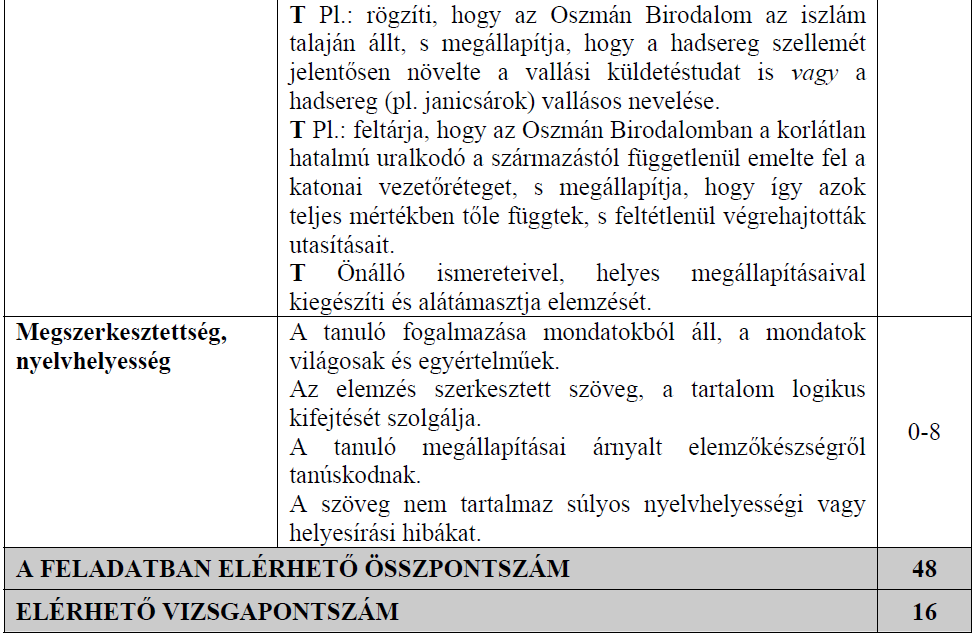 T Pl.: rögzíti, hogy az Oszmán Birodalom az iszlám
talaján állt, s megállapítja, hogy a hadsereg szellemét
jelentősen növelte a vallási küldetéstudat is vagy a
hadsereg (pl. janicsárok) vallásos nevelése.
T Pl.: feltárja, hogy az Oszmán Birodalomban a korlátlan
hatalmú uralkodó a származástól függetlenül emelte fel a
katonai vezetőréteget, s megállapítja, hogy így azok
teljes mértékben tőle függtek, s feltétlenül végrehajtották
utasításait.
T Önálló ismereteivel, helyes megállapításaival
kiegészíti és alátámasztja elemzését.
Megszerkesztettség,
nyelvhelyesség
A tanuló fogalmazása mondatokból áll, a mondatok
világosak és egyértelműek.
Az elemzés szerkesztett szöveg, a tartalom logikus
kifejtését szolgálja.
A tanuló megállapításai árnyalt elemzőkészségről
tanúskodnak.
A szöveg nem tartalmaz súlyos nyelvhelyességi vagy
helyesírási hibákat.
0-8
A FELADATBAN ELÉRHETŐ ÖSSZPONTSZÁM 48
ELÉRHETŐ VIZSGAPONTSZÁM 16